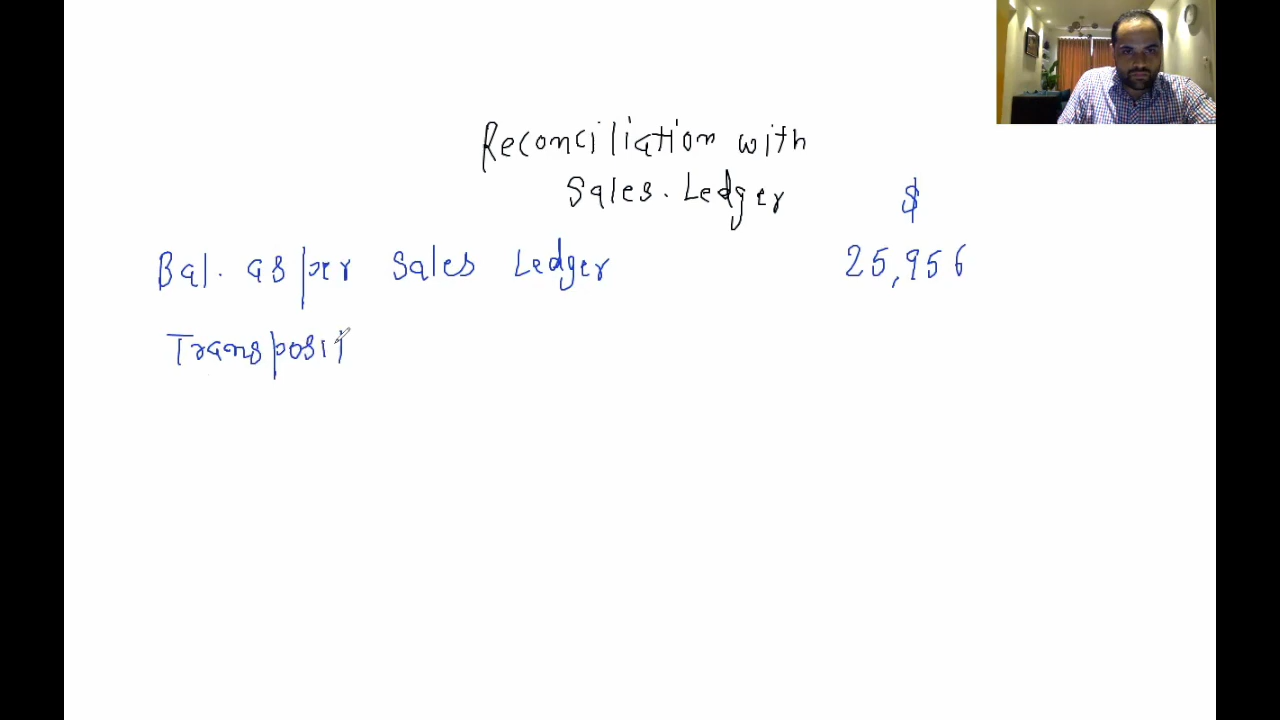 Reconciliation with
Sales. Ledger
$
Bal. as per Sales Ledger 25,956
Transposit